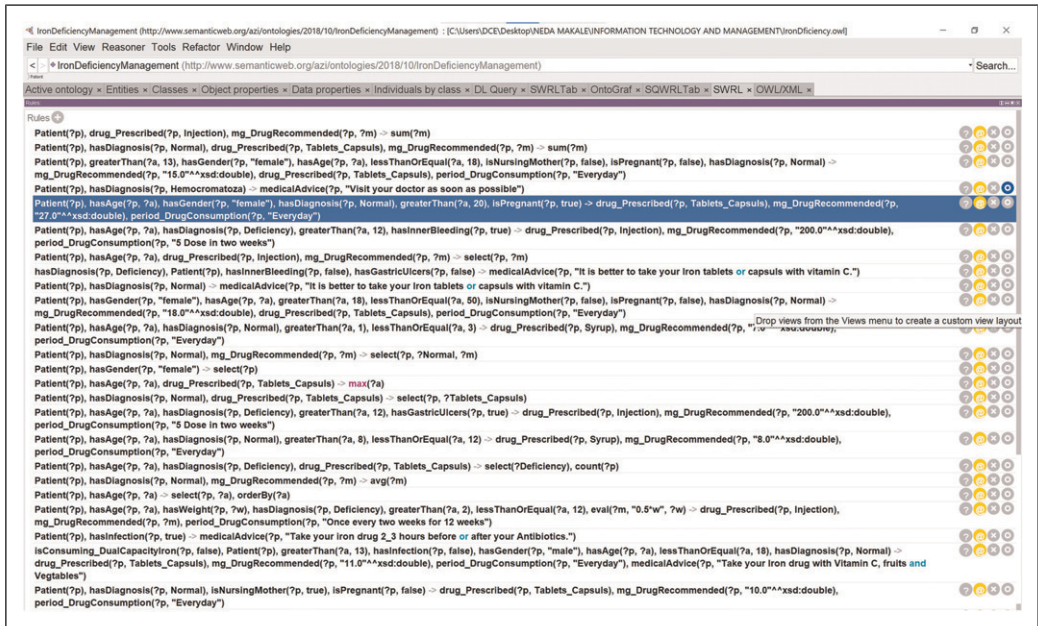 IronDeficiencyManagement (http://www.semanticweb.org/azi/ontologies/2018/10/IronDeficiencyManagement) : [C:\Users\DCE\Desktop\NEDA MAKALE\INFORMATION TECHNOLOGY AND MANAGEMENT\IronDficiency.owl]
File Edit View Reasoner Tools Refactor Window Help
< > IronDeficiencyManagement (http://www.semanticweb.org/azi/ontologies/2018/10/IronDeficiencyManagement) Search...
Patient
Active ontology × Entities × Classes × Object properties × Data properties × Individuals by class × DL Query × SWRLTab × OntoGraf × SQWRLTab × SWRL × OWL/XML ×
Rules
Rules
Patient(?p), drug_Prescribed(?p, Injection), mg_DrugRecommended(?p, ?m) -> sum(?m)
Patient(?p), hasDiagnosis(?p, Normal), drug_Prescribed(?p, Tablets_Capsuls), mg_DrugRecommended(?p, ?m) -> sum(?m)
Patient(?p), greaterThan(?a, 13), hasGender(?p, "female"), hasAge(?p, ?a), lessThanOrEqual(?a, 18), isNursingMother(?p, false), isPregnant(?p, false), hasDiagnosis(?p, Normal) ->
mg_DrugRecommended(?p, "15.0"^^xsd:double), drug_Prescribed(?p, Tablets_Capsuls), period_DrugConsumption(?p, "Everyday")
Patient(?p), hasDiagnosis(?p, Hemocromatoza) -> medicalAdvice(?p, "Visit your doctor as soon as possible")
Patient(?p), hasAge(?p, ?a), hasGender(?p, "female"), hasDiagnosis(?p, Normal), greaterThan(?a, 20), isPregnant(?p, true) -> drug_Prescribed(?p, Tablets_Capsuls), mg_DrugRecommended(?p,
"27.0"^^xsd:double), period_DrugConsumption(?p, "Everyday")
Patient(?p), hasAge(?p, ?a), hasDiagnosis(?p, Deficiency), greaterThan(?a, 12), hasInnerBleeding(?p, true) -> drug_Prescribed(?p, Injection), mg_DrugRecommended(?p, "200.0"^^xsd:double),
period_DrugConsumption(?p, "5 Dose in two weeks")
Patient(?p), hasAge(?p, ?a), drug_Prescribed(?p, Injection), mg_DrugRecommended(?p, ?m) -> select(?p, ?m)
hasDiagnosis(?p, Deficiency), Patient(?p), hasInnerBleeding(?p, false), hasGastricUlcers(?p, false) -> medicalAdvice(?p, "It is better to take your Iron tablets or capsuls with vitamin C.")
Patient(?p), hasDiagnosis(?p, Normal) -> medicalAdvice(?p, "It is better to take your Iron tablets or capsuls with vitamin C.")
Patient(?p), hasGender(?p, "female"), hasAge(?p, ?a), greaterThan(?a, 18), lessThanOrEqual(?a, 50), isNursingMother(?p, false), isPregnant(?p, false), hasDiagnosis(?p, Normal) ->
mg_DrugRecommended(?p, "18.0"^^xsd:double), drug_Prescribed(?p, Tablets_Capsuls), period_DrugConsumption(?p, "Everyday")
Drop views from the Views menu to create a custom view layout
Patient(?p), hasAge(?p, ?a), hasDiagnosis(?p, Normal), greaterThan(?a, 1), lessThanOrEqual(?a, 3) -> drug_Prescribed(?p, Syrup), mg_DrugRecommended(?p, "7.0"^^xsd:double),
period_DrugConsumption(?p, "Everyday")
Patient(?p), hasDiagnosis(?p, Normal), mg_DrugRecommended(?p, ?m) -> select(?p, ?Normal, ?m)
Patient(?p), hasGender(?p, "female") -> select(?p)
Patient(?p), hasAge(?p, ?a), drug_Prescribed(?p, Tablets_Capsuls) -> max(?a)
Patient(?p), hasDiagnosis(?p, Normal), drug_Prescribed(?p, Tablets_Capsuls) -> select(?p, ?Tablets_Capsuls)
Patient(?p), hasAge(?p, ?a), hasDiagnosis(?p, Deficiency), greaterThan(?a, 12), hasGastricUlcers(?p, true) -> drug_Prescribed(?p, Injection), mg_DrugRecommended(?p, "200.0"^^xsd:double),
period_DrugConsumption(?p, "5 Dose in two weeks")
Patient(?p), hasAge(?p, ?a), hasDiagnosis(?p, Normal), greaterThan(?a, 8), lessThanOrEqual(?a, 12) -> drug_Prescribed(?p, Syrup), mg_DrugRecommended(?p, "8.0"^^xsd:double),
period_DrugConsumption(?p, "Everyday")
Patient(?p), hasAge(?p, ?a), hasDiagnosis(?p, Deficiency), drug_Prescribed(?p, Tablets_Capsuls) -> select(?Deficiency), count(?p)
Patient(?p), hasDiagnosis(?p, Normal), mg_DrugRecommended(?p, ?m) -> avg(?m)
Patient(?p), hasAge(?p, ?a) -> select(?p, ?a), orderBy(?a)
Patient(?p), hasAge(?p, ?a), hasWeight(?p, ?w), hasDiagnosis(?p, Deficiency), greaterThan(?a, 2), lessThanOrEqual(?a, 12), eval(?m, "0.5*w", ?w) -> drug_Prescribed(?p, Injection),
mg_DrugRecommended(?p, ?m), period_DrugConsumption(?p, "Once every two weeks for 12 weeks")
Patient(?p), hasInfection(?p, true) -> medicalAdvice(?p, "Take your iron drug 2_3 hours before or after your Antibiotics.")
isConsuming_DualCapacityIron(?p, false), Patient(?p), greaterThan(?a, 13), hasInfection(?p, false), hasGender(?p, "male"), hasAge(?p, ?a), lessThanOrEqual(?a, 18), hasDiagnosis(?p, Normal) ->
drug_Prescribed(?p, Tablets_Capsuls), mg_DrugRecommended(?p, "11.0"^^xsd:double), period_DrugConsumption(?p, "Everyday"), medicalAdvice(?p, "Take your Iron drug with Vitamin C, fruits and
Vegtables")
Patient(?p), hasDiagnosis(?p, Normal), isNursingMother(?p, true), isPregnant(?p, false) -> drug_Prescribed(?p, Tablets_Capsuls), mg_DrugRecommended(?p, "10.0"^^xsd:double),
period_DrugConsumption(?p, "Everyday")